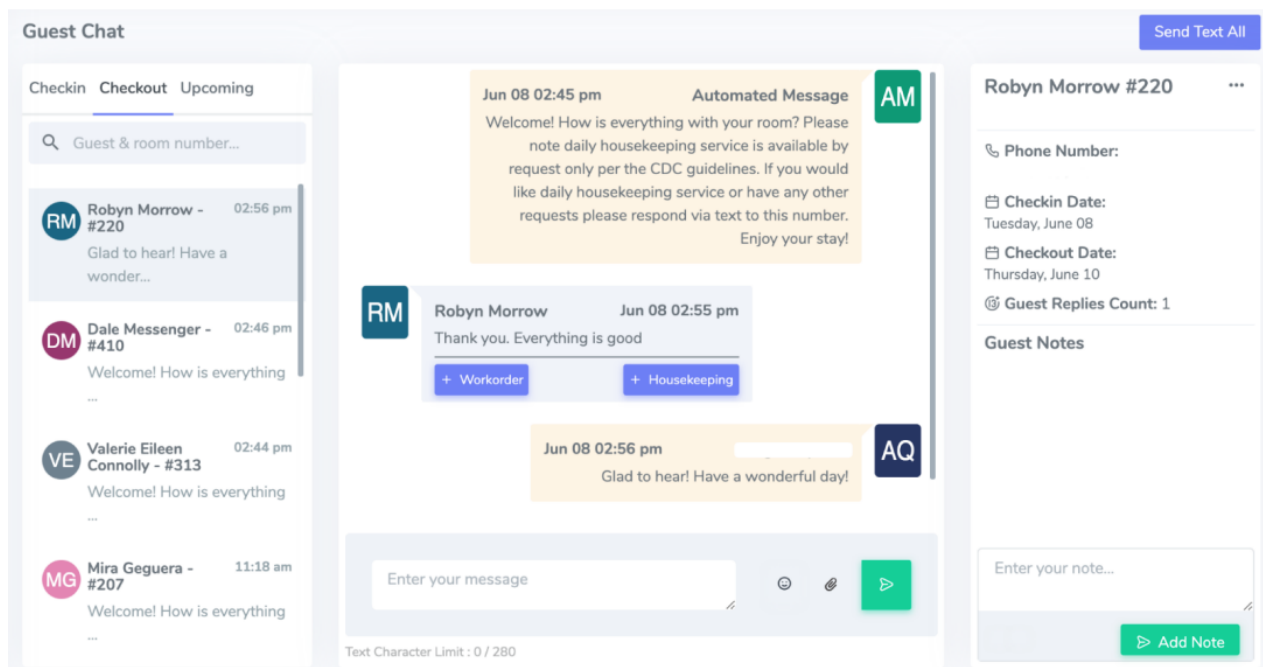 Guest Chat
Send Text All
Checkin Checkout Upcoming
Guest & room number...
RM
Robyn Morrow - #220
02:56 pm
Glad to hear! Have a
wonder...
DM
Dale Messenger - #410
02:46 pm
Welcome! How is everything
...
VE
Valerie Eileen
Connolly - #313
02:44 pm
Welcome! How is everything
...
MG
Mira Geguera - #207
11:18 am
Welcome! How is everything
...
Jun 08 02:45 pm Automated Message
AM
Welcome! How is everything with your room? Please
note daily housekeeping service is available by
request only per the CDC guidelines. If you would
like daily housekeeping service or have any other
requests please respond via text to this number.
Enjoy your stay!
RM
Robyn Morrow Jun 08 02:55 pm
Thank you. Everything is good
+ Workorder + Housekeeping
Jun 08 02:56 pm
AQ
Glad to hear! Have a wonderful day!
Enter your message
Text Character Limit : 0 / 280
Robyn Morrow #220 ...
Phone Number:
Checkin Date:
Tuesday, June 08
Checkout Date:
Thursday, June 10
Guest Replies Count: 1
Guest Notes
Enter your note...
Add Note